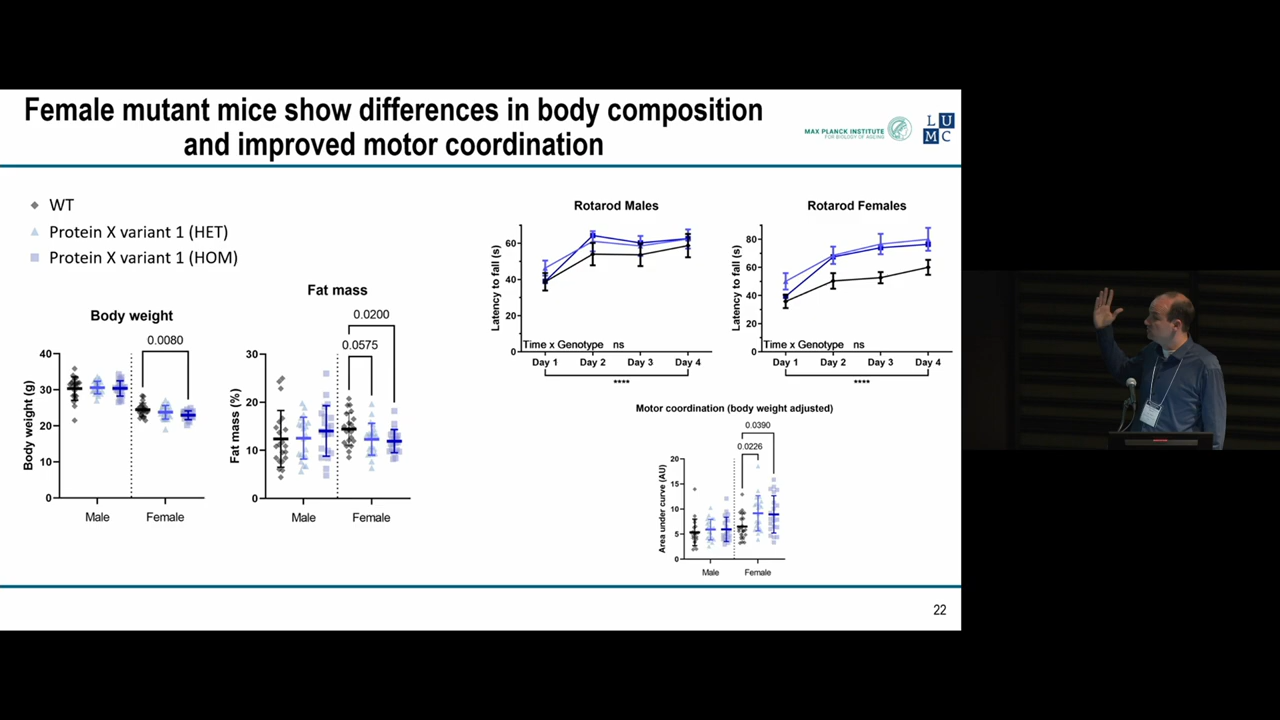 Female mutant mice show differences in body composition
and improved motor coordination
MAX PLANCK INSTITUTE
FOR BIOLOGY OF AGEING
L U
M C
WT
Protein X variant 1 (HET)
Protein X variant 1 (HOM)
Body weight
0.0080
Body weight (g)
40
30
20
10
0
Male
Female
Fat mass
0.0200
0.0575
Fat mass (%)
30
20
10
0
Male
Female
Rotarod Males
Latency to fall (s)
60
40
20
0
Time x Genotype ns
Day 1
Day 2
Day 3
Day 4
****
Rotarod Females
Latency to fall (s)
80
60
40
20
0
Time x Genotype ns
Day 1
Day 2
Day 3
Day 4
****
Motor coordination (body weight adjusted)
0.0390
0.0226
Area under curve (AU)
20
15
10
5
0
Male
Female
22